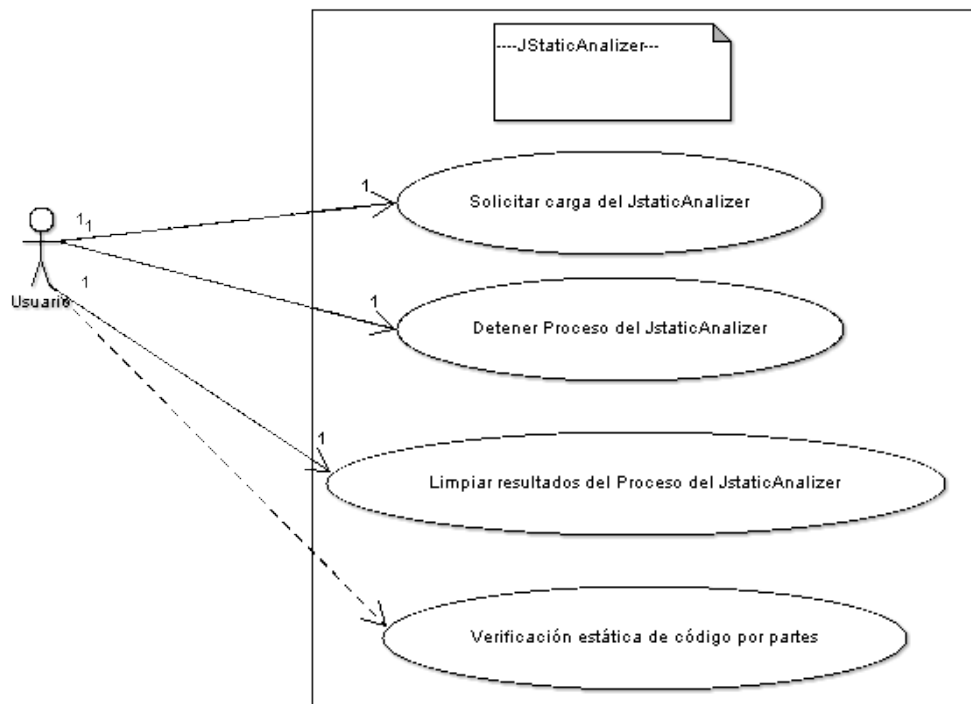 ----JStaticAnalizer---
1
Solicitar carga del JstaticAnalizer
1
1
Usuario
1
1
Detener Proceso del JstaticAnalizer
1
Limpiar resultados del Proceso del JstaticAnalizer
Verificación estática de código por partes